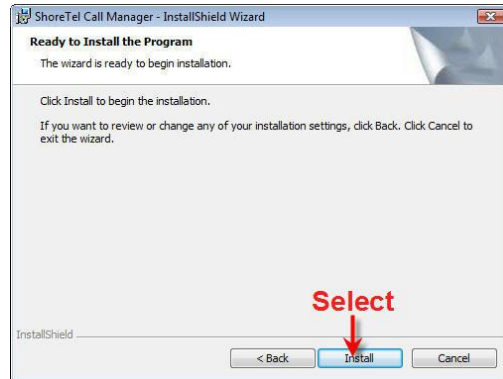 ShoreTel Call Manager - InstallShield Wizard
Ready to Install the Program
The wizard is ready to begin installation.
Click Install to begin the installation.
If you want to review or change any of your installation settings, click Back. Click Cancel to
exit the wizard.
Select
InstallShield
< Back Install Cancel